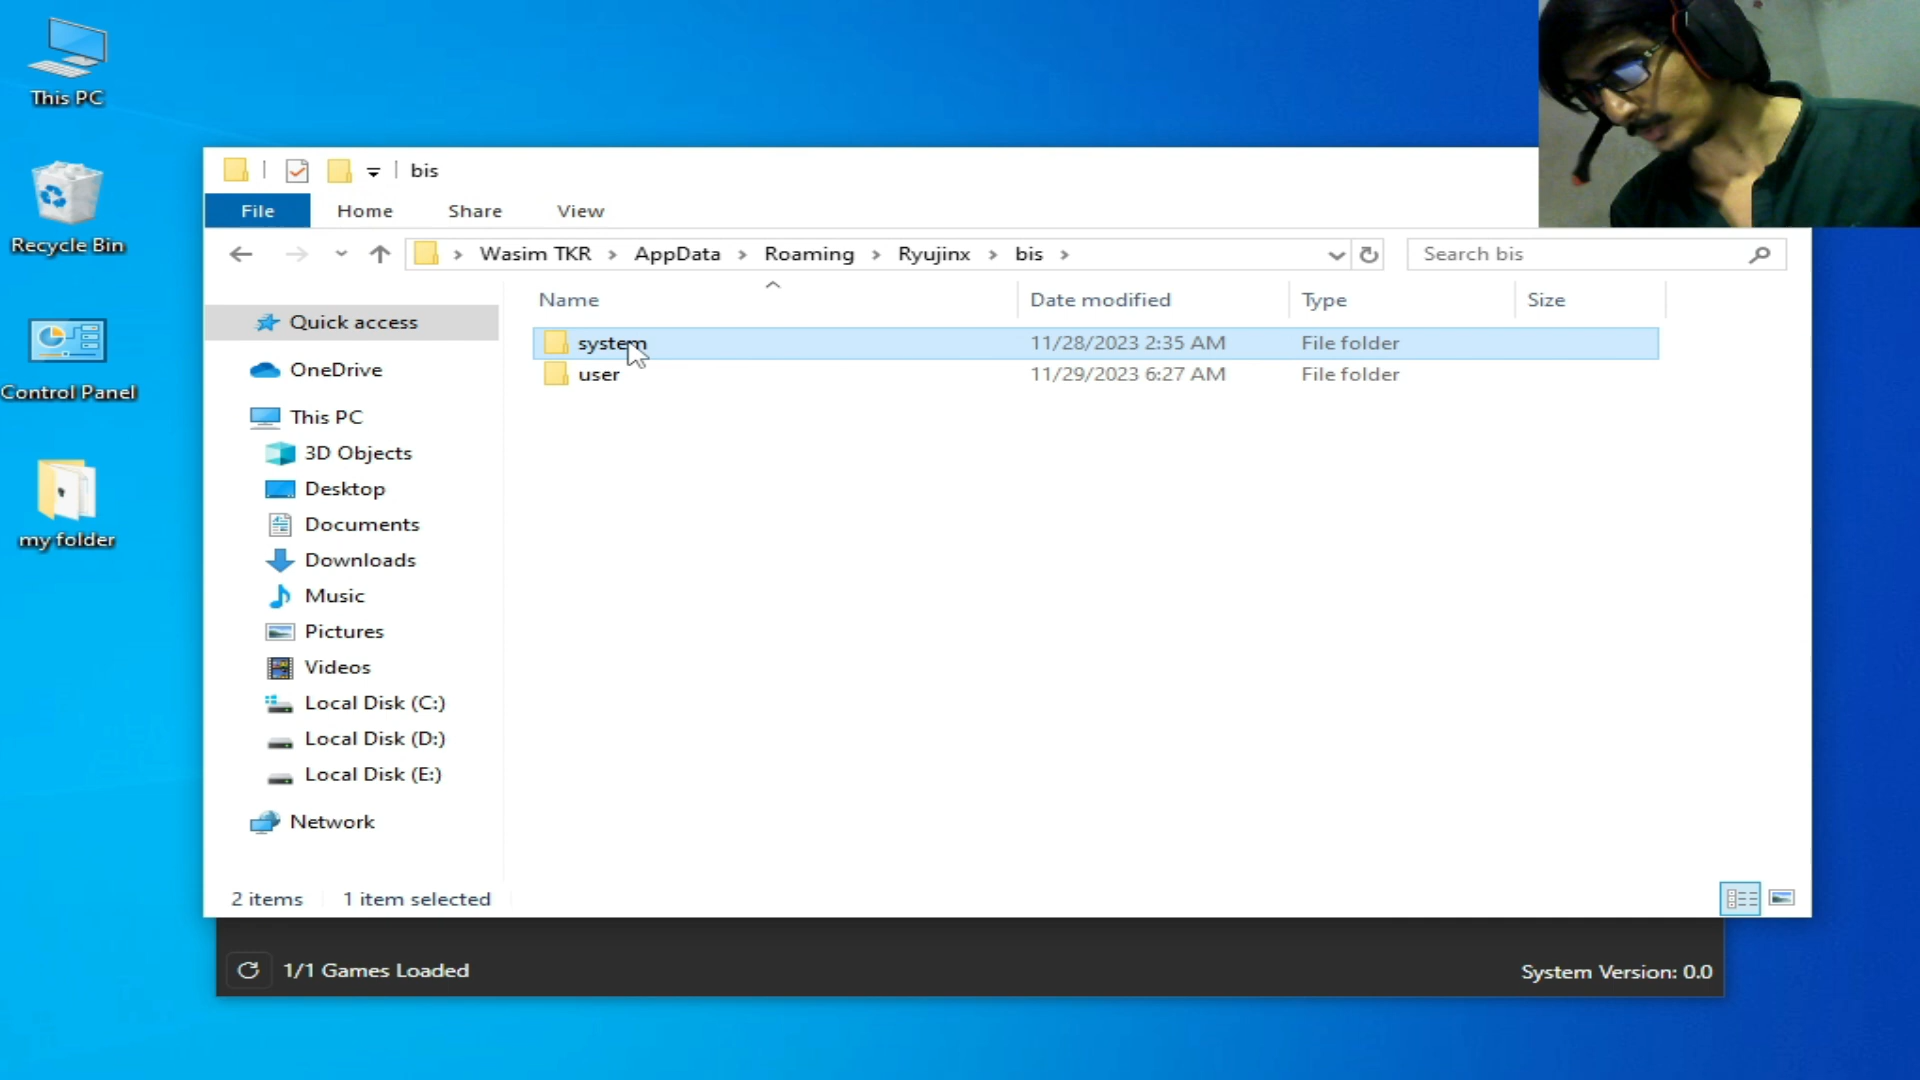 This PC
Recycle Bin
Control Panel
my folder
bis
File Home Share View
Wasim TKR AppData Roaming Ryujinx bis
Search bis
Name Date modified Type Size
system 11/28/2023 2:35 AM File folder
user 11/29/2023 6:27 AM File folder
Quick access
OneDrive
This PC
3D Objects
Desktop
Documents
Downloads
Music
Pictures
Videos
Local Disk (C:)
Local Disk (D:)
Local Disk (E:)
Network
2 items 1 item selected
1/1 Games Loaded System Version: 0.0